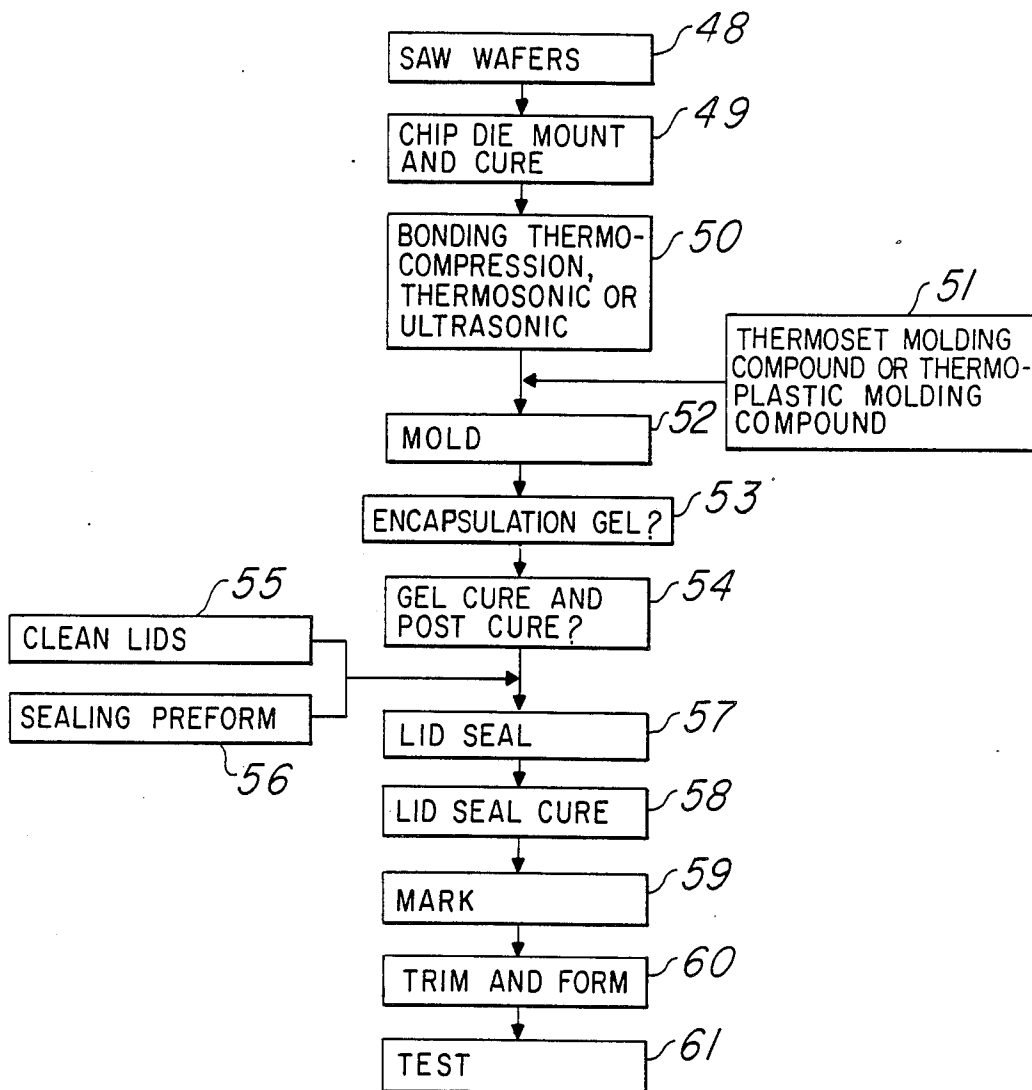 48
SAW WAFERS
49
CHIP DIE MOUNT
AND CURE
50
BONDING THERMO-
COMPRESSION,
THERMOSONIC OR
ULTRASONIC
51
THERMOSET MOLDING
COMPOUND OR THERMO-
PLASTIC MOLDING
COMPOUND
52
MOLD
53
ENCAPSULATION GEL?
54
GEL CURE AND
POST CURE?
55
CLEAN LIDS
SEALING PREFORM
56
57
LID SEAL
58
LID SEAL CURE
59
MARK
60
TRIM AND FORM
61
TEST